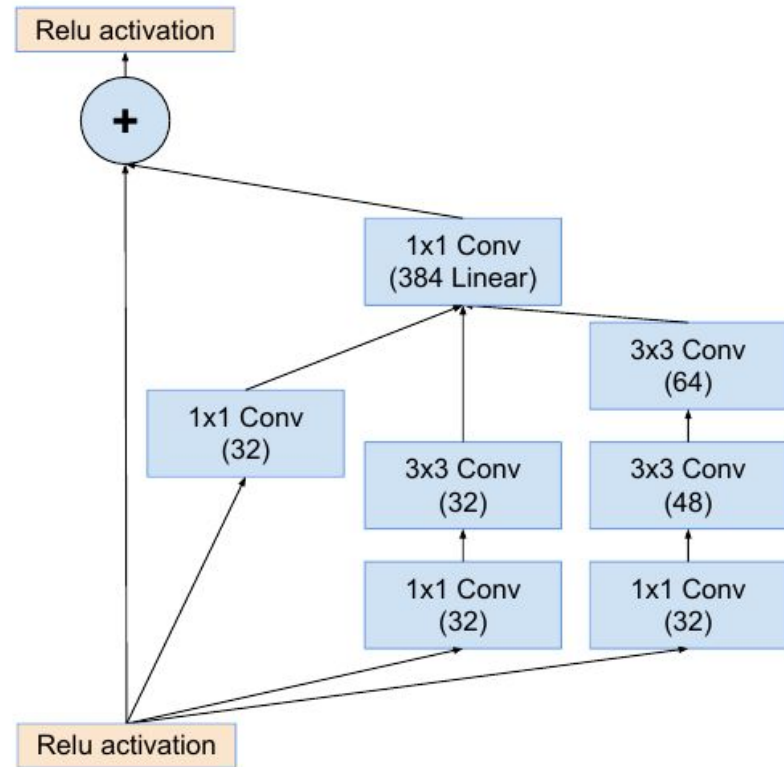 Relu activation
+
1x1 Conv
(384 Linear)
3x3 Conv
(64)
1x1 Conv
(32)
3x3 Conv
(32)
3x3 Conv
(48)
1x1 Conv
(32)
1x1 Conv
(32)
Relu activation